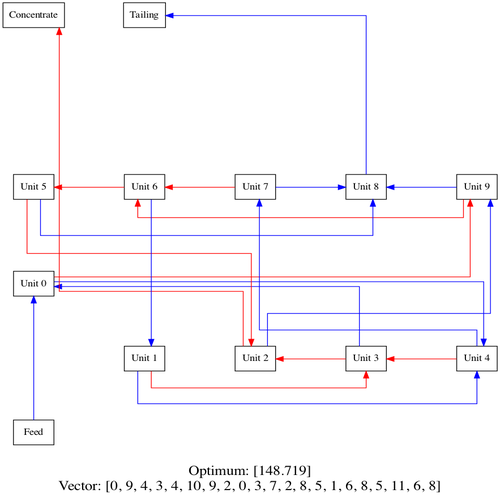 Concentrate
Tailing
Unit 5
Unit 6
Unit 7
Unit 8
Unit 9
Unit 0
Unit 1
Unit 2
Unit 3
Unit 4
Feed
Optimum: [148.719]
Vector: [0, 9, 4, 3, 4, 10, 9, 2, 0, 3, 7, 2, 8, 5, 1, 6, 8, 5, 11, 6, 8]